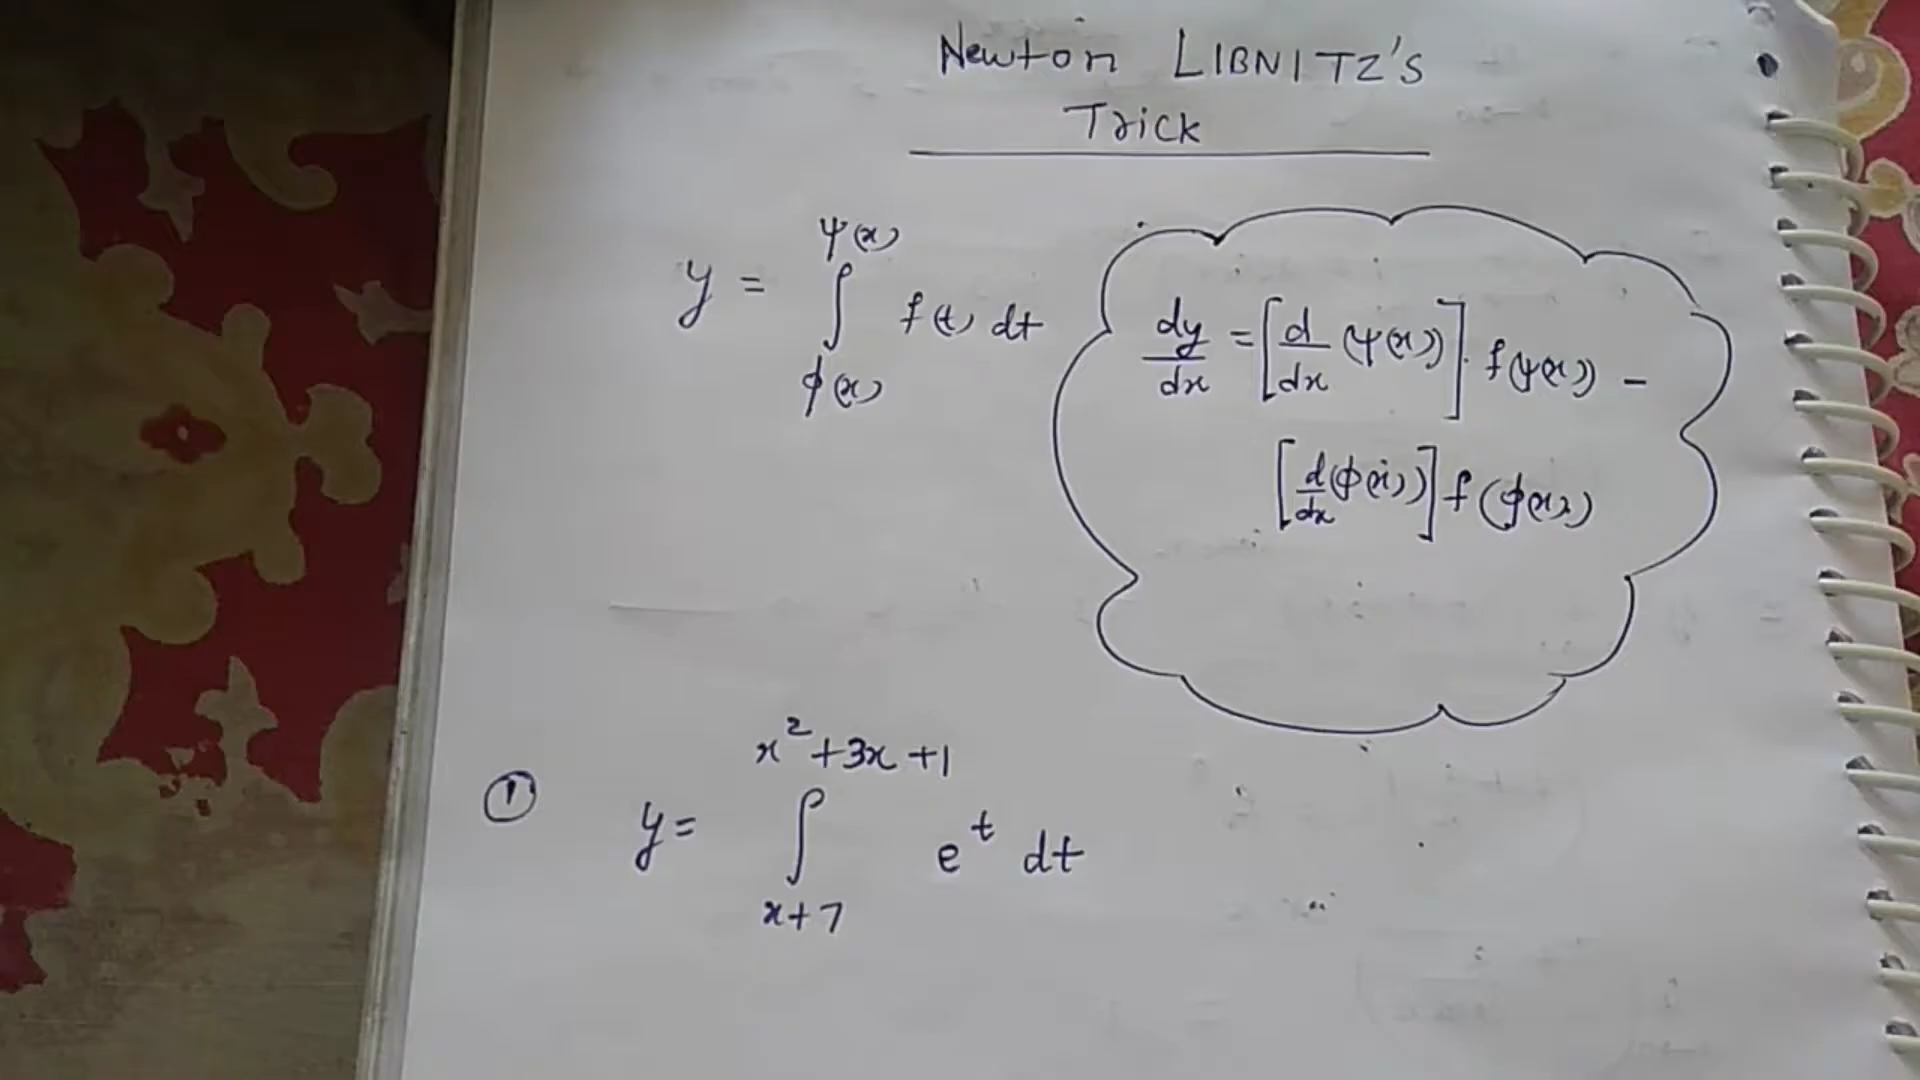 Newton LIBNITZ'S
Trick
y = ∫_{ϕ(x)}^{ψ(x)} f(t) dt
dy/dx = [d/dx (ψ(x))] . f(ψ(x)) -
[d/dx (ϕ(x))] f(ϕ(x))
① y = ∫_{x+7}^{x²+3x+1} e^t dt